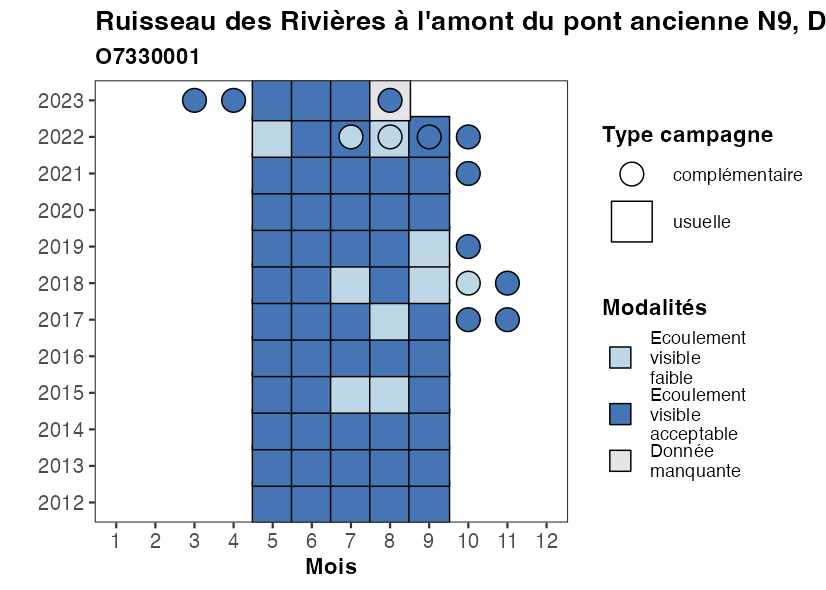 Ruisseau des Rivières à l'amont du pont ancienne N9, D
O7330001
2023
2022
2021
2020
2019
2018
2017
2016
2015
2014
2013
2012
1 2 3 4 5 6 7 8 9 10 11 12
Mois
Type campagne
complémentaire
usuelle
Modalités
Ecoulement
visible
faible
Ecoulement
visible
acceptable
Donnée
manquante